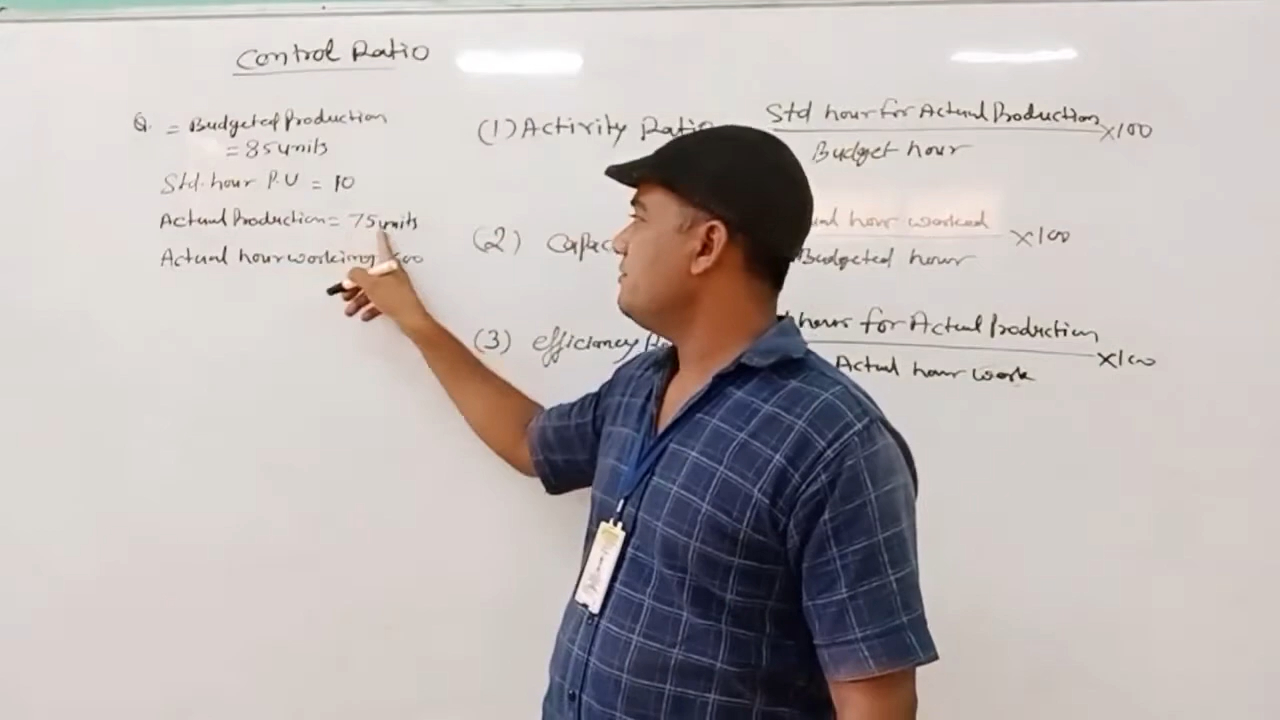 Control Ratio
Q. = Budgeted Production
= 85 units
Std. hour P.U = 10
Actual Production = 75 units
Actual hour working
(1) Activity Ratio
Std hour for Actual Production
Budget hour
×100
(2)
hour worked
Budgeted hour
×100
(3) efficiency
for Actual Production
Actual hour work
×100